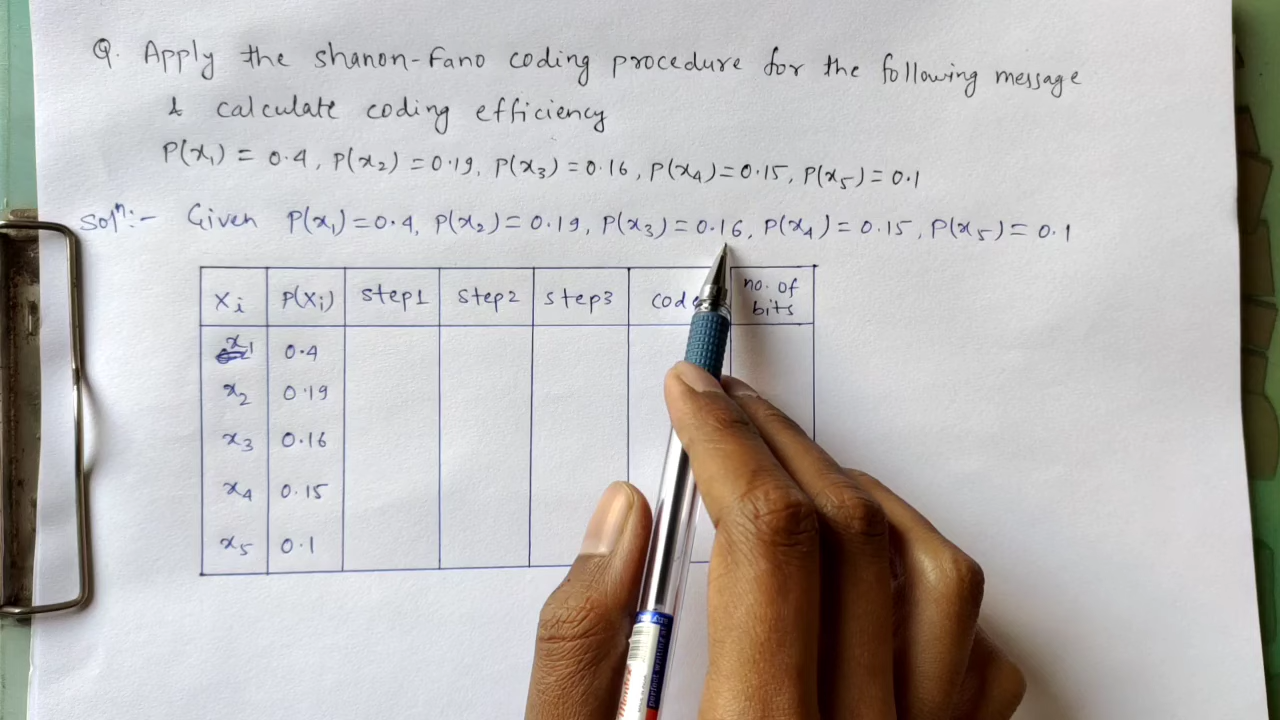 Q. Apply the shanon-Fano coding procedure for the following message
& calculate coding efficiency
P(x1) = 0.4, P(x2) = 0.19, P(x3) = 0.16, P(x4) = 0.15, P(x5) = 0.1
Solⁿ:- Given P(x1) = 0.4, P(x2) = 0.19, P(x3) = 0.16, P(x4) = 0.15, P(x5) = 0.1
Xi P(Xi) step1 step2 step3 code no. of bits
x1 0.4
x2 0.19
x3 0.16
x4 0.15
x5 0.1
perfect writing